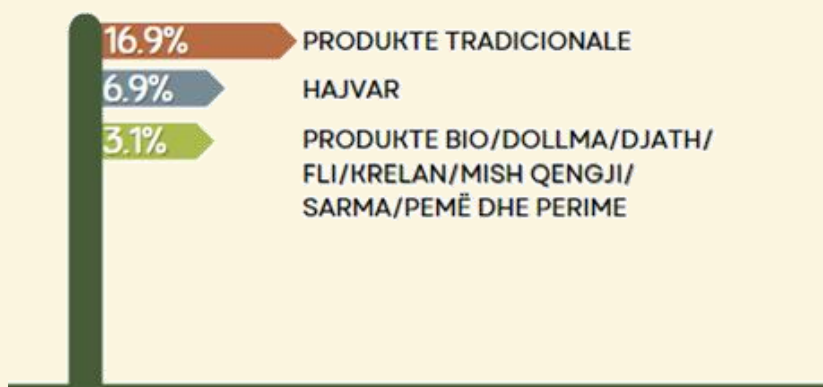 16.9% PRODUKTE TRADICIONALE
6.9% HAJVAR
3.1% PRODUKTE BIO/DOLLMA/DJATH/
FLI/KRELAN/MISH QENGJI/
SARMA/PEMË DHE PERIME